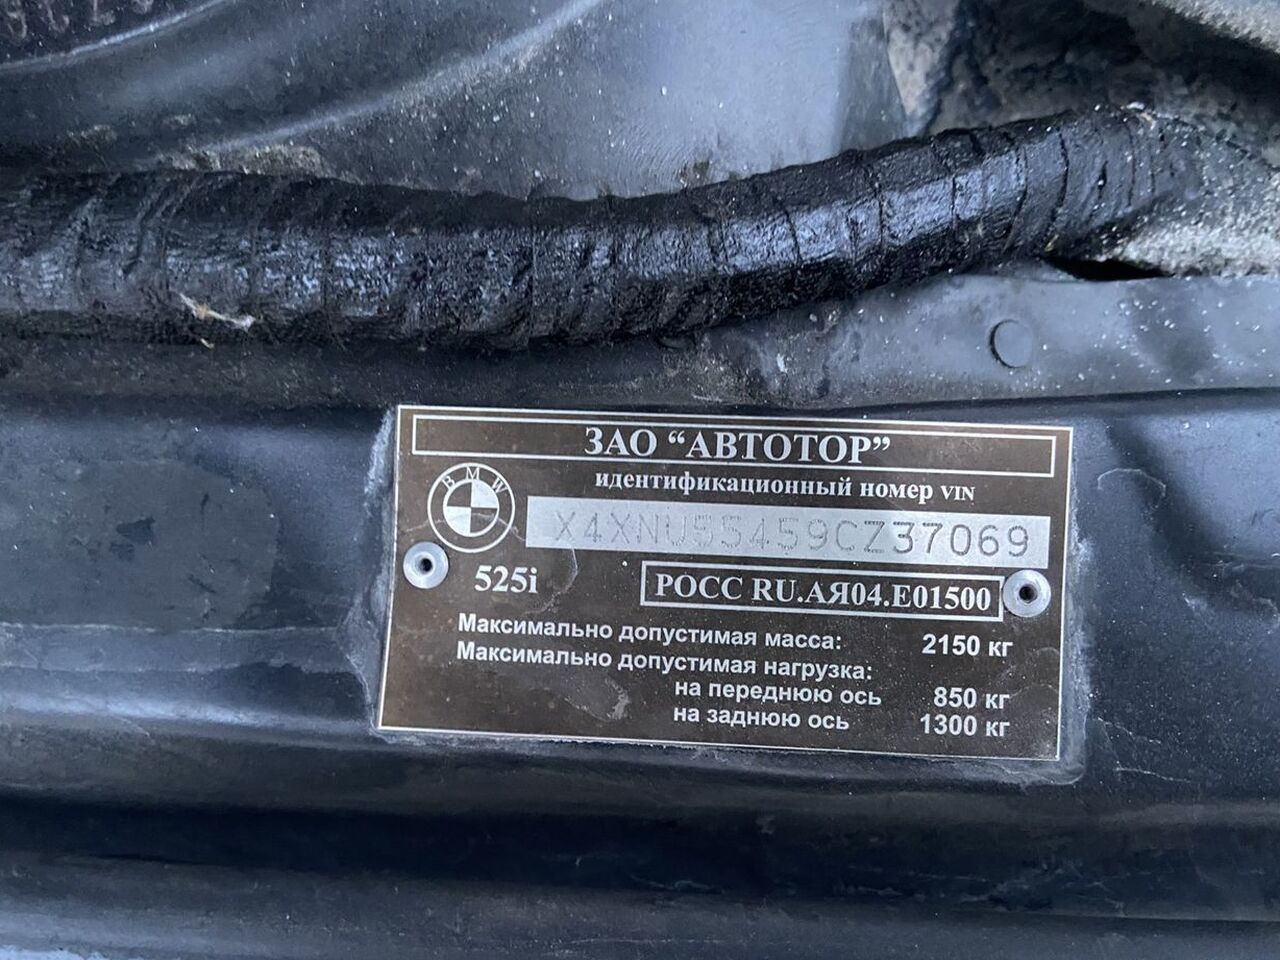 ЗАО “АВТОТОР”
идентификационный номер VIN
BMW
X4XNU55459CZ37069
525i
РОСС RU.АЯ04.Е01500
Максимально допустимая масса: 2150 кг
Максимально допустимая нагрузка:
на переднюю ось 850 кг
на заднюю ось 1300 кг